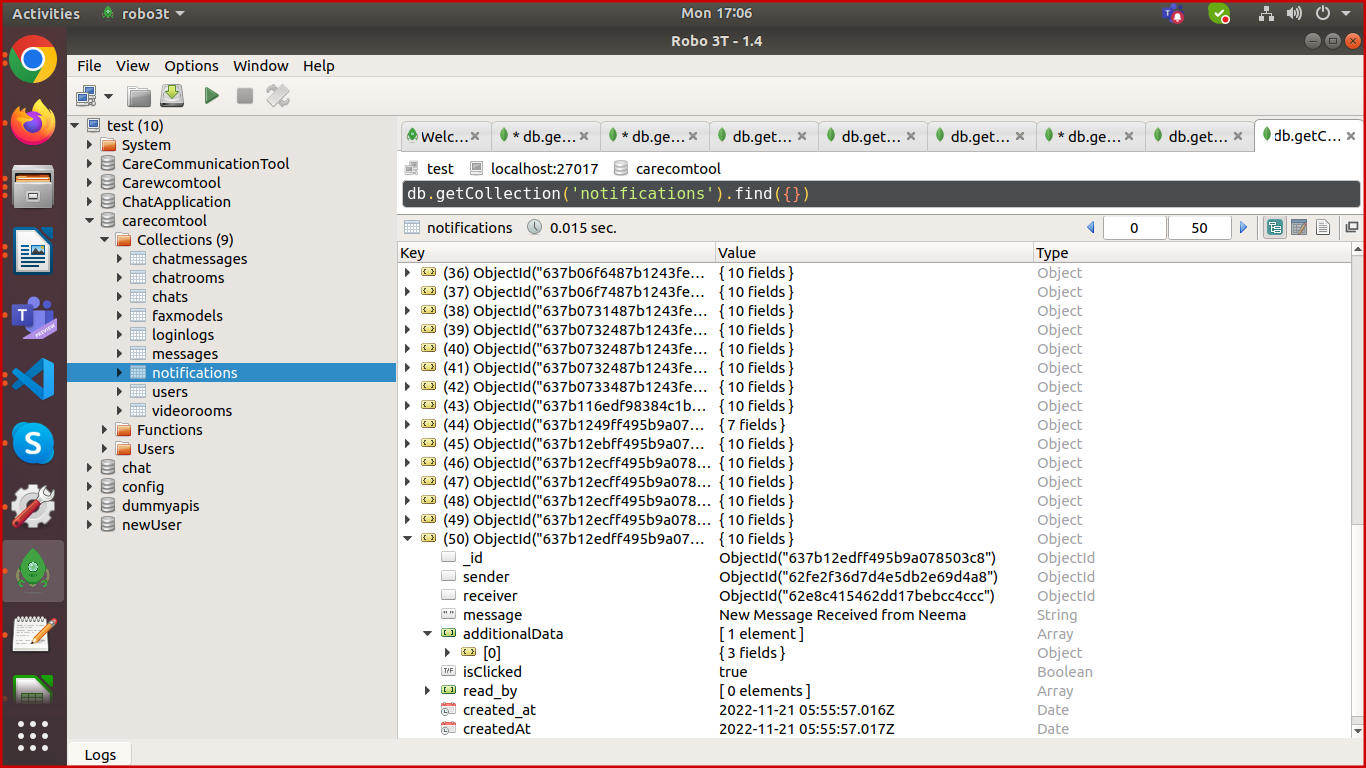 Activities robo3t Mon 17:06
Robo 3T - 1.4
File View Options Window Help
test (10)
System
CareCommunicationTool
Carewcomtool
ChatApplication
carecomtool
Collections (9)
chatmessages
chatrooms
chats
faxmodels
loginlogs
messages
notifications
users
videorooms
Functions
Users
chat
config
dummyapis
newUser
Welc... * db.ge... * db.ge... db.get... db.get... db.get... * db.ge... db.get... db.getC...
test localhost:27017 carecomtool
db.getCollection('notifications').find({})
notifications 0.015 sec. 0 50
Key Value Type
(36) ObjectId("637b06f6487b1243fe... { 10 fields } Object
(37) ObjectId("637b06f7487b1243fe... { 10 fields } Object
(38) ObjectId("637b0731487b1243fe... { 10 fields } Object
(39) ObjectId("637b0732487b1243fe... { 10 fields } Object
(40) ObjectId("637b0732487b1243fe... { 10 fields } Object
(41) ObjectId("637b0732487b1243fe... { 10 fields } Object
(42) ObjectId("637b0733487b1243fe... { 10 fields } Object
(43) ObjectId("637b116edf98384c1b... { 10 fields } Object
(44) ObjectId("637b1249ff495b9a07... { 7 fields } Object
(45) ObjectId("637b12ebff495b9a07... { 10 fields } Object
(46) ObjectId("637b12ecff495b9a078... { 10 fields } Object
(47) ObjectId("637b12ecff495b9a078... { 10 fields } Object
(48) ObjectId("637b12ecff495b9a078... { 10 fields } Object
(49) ObjectId("637b12ecff495b9a078... { 10 fields } Object
(50) ObjectId("637b12edff495b9a07... { 10 fields } Object
_id ObjectId("637b12edff495b9a078503c8") ObjectId
sender ObjectId("62fe2f36d7d4e5db2e69d4a8") ObjectId
receiver ObjectId("62e8c415462dd17bebcc4ccc") ObjectId
message New Message Received from Neema String
additionalData [ 1 element ] Array
[0] { 3 fields } Object
T/F isClicked true Boolean
read_by [ 0 elements ] Array
created_at 2022-11-21 05:55:57.016Z Date
createdAt 2022-11-21 05:55:57.017Z Date
Logs